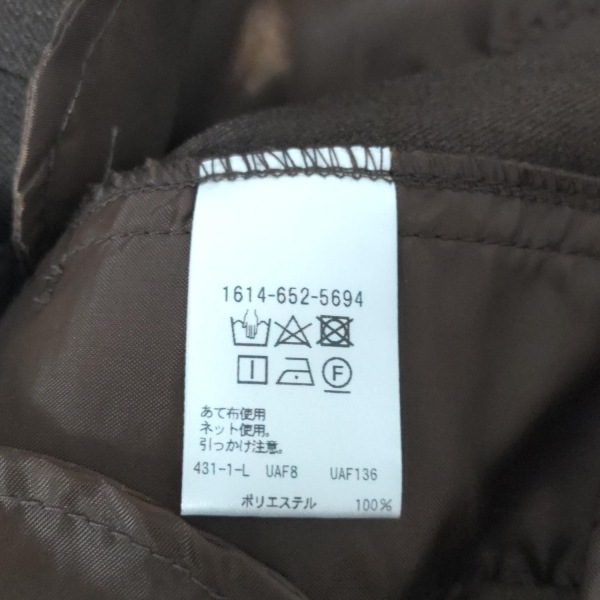 1614-652-5694
F
あて布使用
ネット使用。
引っかけ注意。
431-1-L UAF8 UAF136
ポリエステル 100%